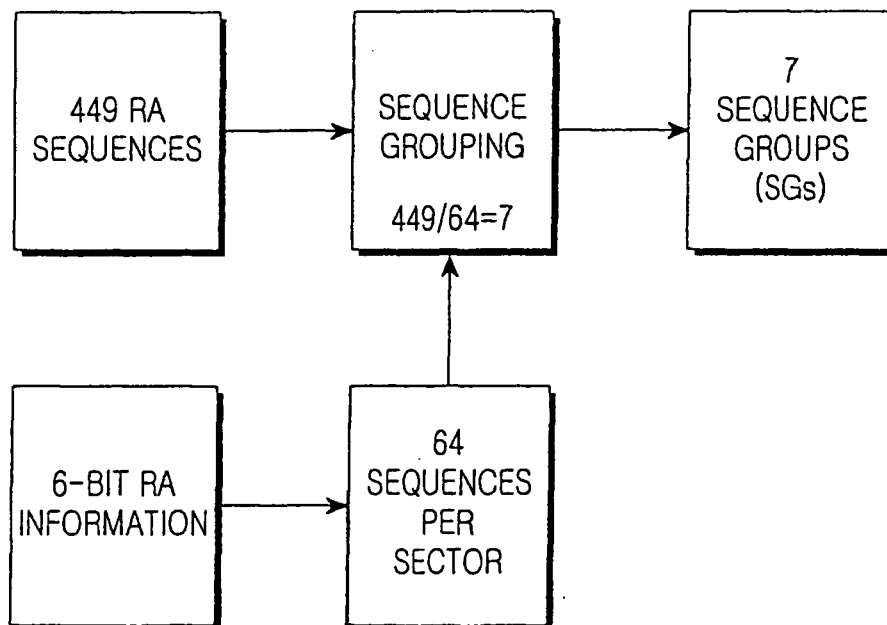 449 RA
SEQUENCES
SEQUENCE
GROUPING
449/64=7
7
SEQUENCE
GROUPS
(SGs)
6-BIT RA
INFORMATION
64
SEQUENCES
PER
SECTOR